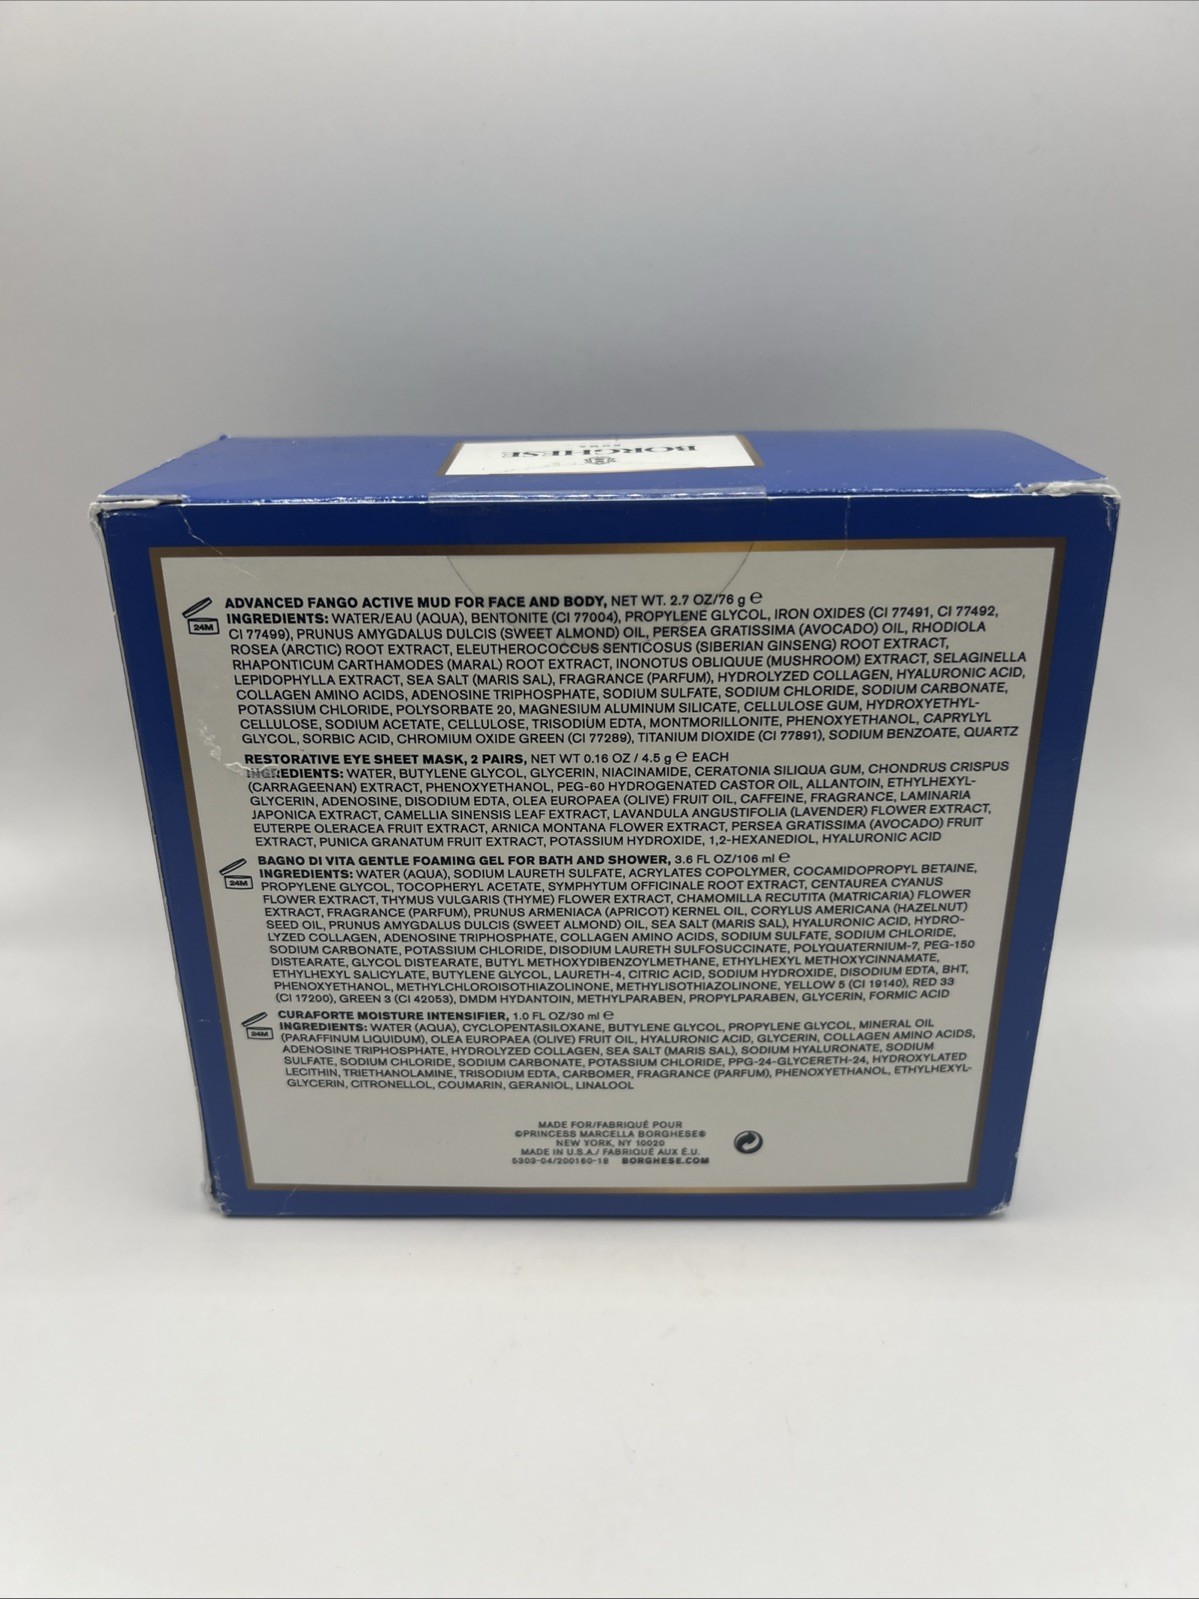 BORGHESE
ROMA
ADVANCED FANGO ACTIVE MUD FOR FACE AND BODY, NET WT. 2.7 OZ/76 g ℮
24M
INGREDIENTS: WATER/EAU (AQUA), BENTONITE (CI 77004), PROPYLENE GLYCOL, IRON OXIDES (CI 77491, CI 77492,
CI 77499), PRUNUS AMYGDALUS DULCIS (SWEET ALMOND) OIL, PERSEA GRATISSIMA (AVOCADO) OIL, RHODIOLA
ROSEA (ARCTIC) ROOT EXTRACT, ELEUTHEROCOCCUS SENTICOSUS (SIBERIAN GINSENG) ROOT EXTRACT,
RHAPONTICUM CARTHAMODES (MARAL) ROOT EXTRACT, INONOTUS OBLIQUUE (MUSHROOM) EXTRACT, SELAGINELLA
LEPIDOPHYLLA EXTRACT, SEA SALT (MARIS SAL), FRAGRANCE (PARFUM), HYDROLYZED COLLAGEN, HYALURONIC ACID,
COLLAGEN AMINO ACIDS, ADENOSINE TRIPHOSPHATE, SODIUM SULFATE, SODIUM CHLORIDE, SODIUM CARBONATE,
POTASSIUM CHLORIDE, POLYSORBATE 20, MAGNESIUM ALUMINUM SILICATE, CELLULOSE GUM, HYDROXYETHYL-
CELLULOSE, SODIUM ACETATE, CELLULOSE, TRISODIUM EDTA, MONTMORILLONITE, PHENOXYETHANOL, CAPRYLYL
GLYCOL, SORBIC ACID, CHROMIUM OXIDE GREEN (CI 77289), TITANIUM DIOXIDE (CI 77891), SODIUM BENZOATE, QUARTZ
RESTORATIVE EYE SHEET MASK, 2 PAIRS, NET WT 0.16 OZ / 4.5 g ℮ EACH
INGREDIENTS: WATER, BUTYLENE GLYCOL, GLYCERIN, NIACINAMIDE, CERATONIA SILIQUA GUM, CHONDRUS CRISPUS
(CARRAGEENAN) EXTRACT, PHENOXYETHANOL, PEG-60 HYDROGENATED CASTOR OIL, ALLANTOIN, ETHYLHEXYL-
GLYCERIN, ADENOSINE, DISODIUM EDTA, OLEA EUROPAEA (OLIVE) FRUIT OIL, CAFFEINE, FRAGRANCE, LAMINARIA
JAPONICA EXTRACT, CAMELLIA SINENSIS LEAF EXTRACT, LAVANDULA ANGUSTIFOLIA (LAVENDER) FLOWER EXTRACT,
EUTERPE OLERACEA FRUIT EXTRACT, ARNICA MONTANA FLOWER EXTRACT, PERSEA GRATISSIMA (AVOCADO) FRUIT
EXTRACT, PUNICA GRANATUM FRUIT EXTRACT, POTASSIUM HYDROXIDE, 1,2-HEXANEDIOL, HYALURONIC ACID
BAGNO DI VITA GENTLE FOAMING GEL FOR BATH AND SHOWER, 3.6 FL OZ/106 ml ℮
24M
INGREDIENTS: WATER (AQUA), SODIUM LAURETH SULFATE, ACRYLATES COPOLYMER, COCAMIDOPROPYL BETAINE,
PROPYLENE GLYCOL, TOCOPHERYL ACETATE, SYMPHYTUM OFFICINALE ROOT EXTRACT, CENTAUREA CYANUS
FLOWER EXTRACT, THYMUS VULGARIS (THYME) FLOWER EXTRACT, CHAMOMILLA RECUTITA (MATRICARIA) FLOWER
EXTRACT, FRAGRANCE (PARFUM), PRUNUS ARMENIACA (APRICOT) KERNEL OIL, CORYLUS AMERICANA (HAZELNUT)
SEED OIL, PRUNUS AMYGDALUS DULCIS (SWEET ALMOND) OIL, SEA SALT (MARIS SAL), HYALURONIC ACID, HYDRO-
LYZED COLLAGEN, ADENOSINE TRIPHOSPHATE, COLLAGEN AMINO ACIDS, SODIUM SULFATE, SODIUM CHLORIDE,
SODIUM CARBONATE, POTASSIUM CHLORIDE, DISODIUM LAURETH SULFOSUCCINATE, POLYQUATERNIUM-7, PEG-150
DISTEARATE, GLYCOL DISTEARATE, BUTYL METHOXYDIBENZOYLMETHANE, ETHYLHEXYL METHOXYCINNAMATE,
ETHYLHEXYL SALICYLATE, BUTYLENE GLYCOL, LAURETH-4, CITRIC ACID, SODIUM HYDROXIDE, DISODIUM EDTA, BHT,
PHENOXYETHANOL, METHYLCHLOROISOTHIAZOLINONE, METHYLISOTHIAZOLINONE, YELLOW 5 (CI 19140), RED 33
(CI 17200), GREEN 3 (CI 42053), DMDM HYDANTOIN, METHYLPARABEN, PROPYLPARABEN, GLYCERIN, FORMIC ACID
CURAFORTE MOISTURE INTENSIFIER, 1.0 FL OZ/30 ml ℮
24M
INGREDIENTS: WATER (AQUA), CYCLOPENTASILOXANE, BUTYLENE GLYCOL, PROPYLENE GLYCOL, MINERAL OIL
(PARAFFINUM LIQUIDUM), OLEA EUROPAEA (OLIVE) FRUIT OIL, HYALURONIC ACID, GLYCERIN, COLLAGEN AMINO ACIDS,
ADENOSINE TRIPHOSPHATE, HYDROLYZED COLLAGEN, SEA SALT (MARIS SAL), SODIUM HYALURONATE, SODIUM
SULFATE, SODIUM CHLORIDE, SODIUM CARBONATE, POTASSIUM CHLORIDE, PPG-24-GLYCERETH-24, HYDROXYLATED
LECITHIN, TRIETHANOLAMINE, TRISODIUM EDTA, CARBOMER, FRAGRANCE (PARFUM), PHENOXYETHANOL, ETHYLHEXYL-
GLYCERIN, CITRONELLOL, COUMARIN, GERANIOL, LINALOOL
MADE FOR/FABRIQUÉ POUR
©PRINCESS MARCELLA BORGHESE®
NEW YORK, NY 10020
MADE IN U.S.A./ FABRIQUÉ AUX É.U.
5303-04/200160-18 BORGHESE.COM